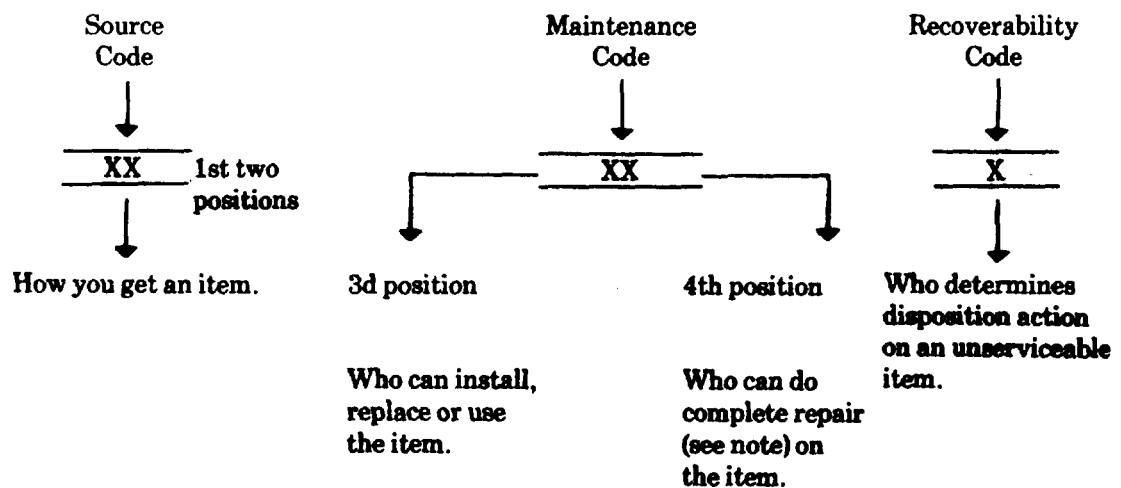 Source
Code
Maintenance
Code
Recoverability
Code
XX
1st two
positions
XX
X
How you get an item.
3d position
4th position
Who determines
disposition action
on an unserviceable
item.
Who can install,
replace or use
the item.
Who can do
complete repair
(see note) on
the item.